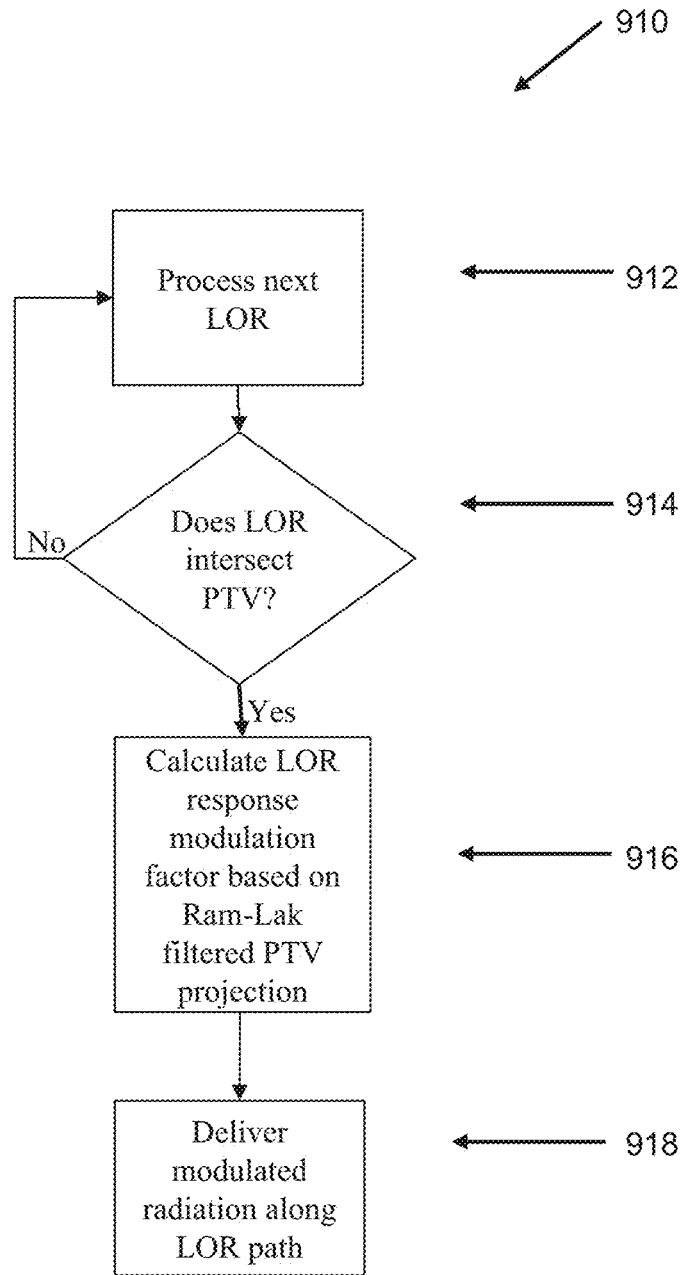 910
Process next
LOR
912
Does LOR
intersect
PTV?
914
No
Yes
Calculate LOR
response
modulation
factor based on
Ram-Lak
filtered PTV
projection
916
Deliver
modulated
radiation along
LOR path
918